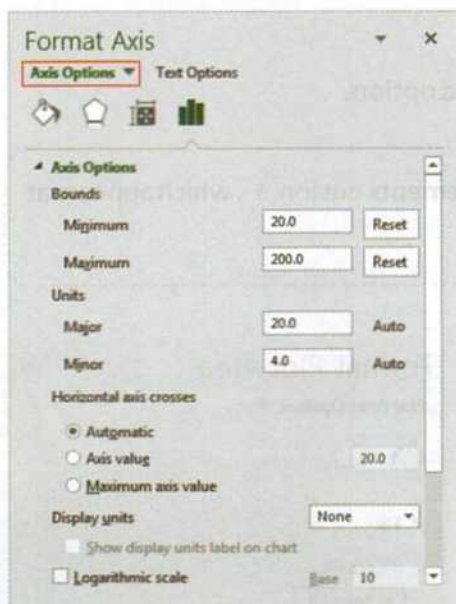 Format Axis
Axis Options Text Options
Axis Options
Bounds
Minimum 20.0 Reset
Maximum 200.0 Reset
Units
Major 20.0 Auto
Minor 4.0 Auto
Horizontal axis crosses
Automatic
Axis value 20.0
Maximum axis value
Display units None
Show display units label on chart
Logarithmic scale Base 10